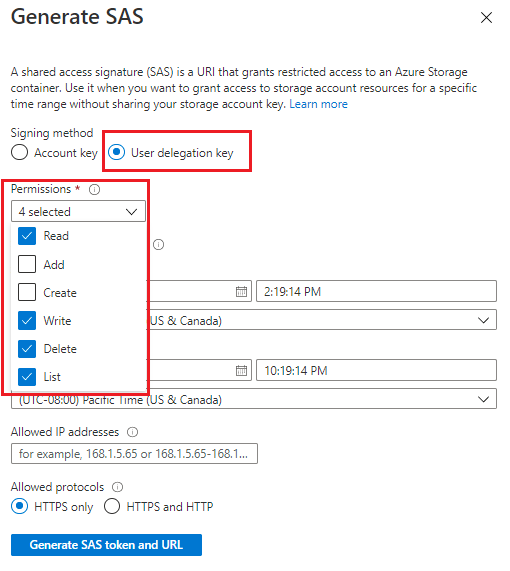 Generate SAS
A shared access signature (SAS) is a URI that grants restricted access to an Azure Storage
container. Use it when you want to grant access to storage account resources for a specific
time range without sharing your storage account key. Learn more
Signing method
Account key
User delegation key
Permissions *
4 selected
Read
Add
Create
Write
Delete
List
2:19:14 PM
(US & Canada)
10:19:14 PM
(UTC-08:00) Pacific Time (US & Canada)
Allowed IP addresses
for example, 168.1.5.65 or 168.1.5.65-168.1...
Allowed protocols
HTTPS only
HTTPS and HTTP
Generate SAS token and URL